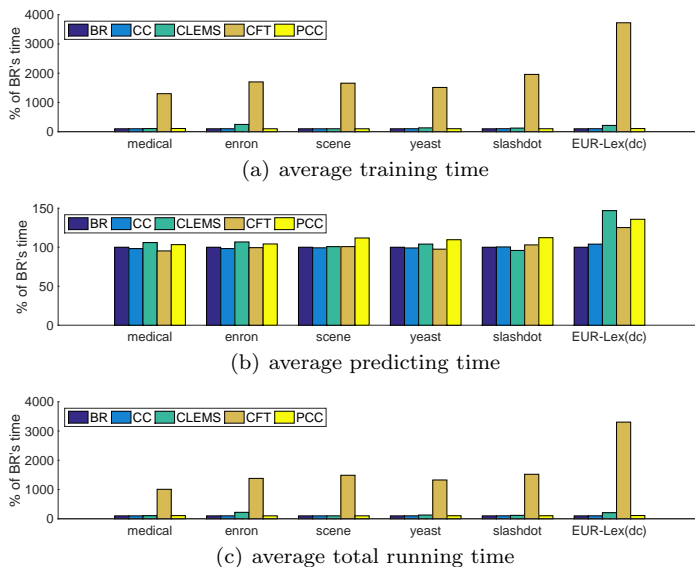 4000
3000
2000
1000
0
% of BR's time
BR CC CLEMS CFT PCC
medical enron scene yeast slashdot EUR-Lex(dc)
(a) average training time
150
100
50
0
% of BR's time
BR CC CLEMS CFT PCC
medical enron scene yeast slashdot EUR-Lex(dc)
(b) average predicting time
4000
3000
2000
1000
0
% of BR's time
BR CC CLEMS CFT PCC
medical enron scene yeast slashdot EUR-Lex(dc)
(c) average total running time